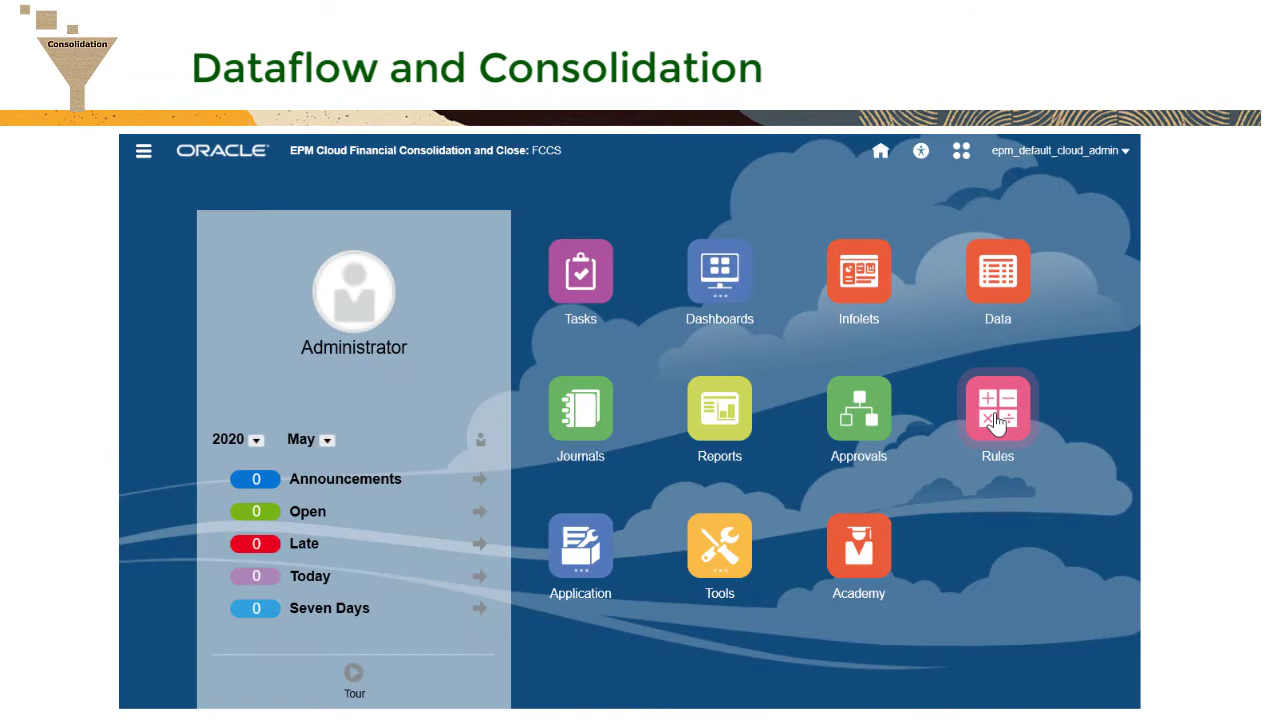 Consolidation
Dataflow and Consolidation
ORACLE EPM Cloud Financial Consolidation and Close: FCCS epm_default_cloud_admin
Administrator
2020 May
0 Announcements
0 Open
0 Late
0 Today
0 Seven Days
Tour
Tasks Dashboards Infolets Data
Journals Reports Approvals Rules
Application Tools Academy